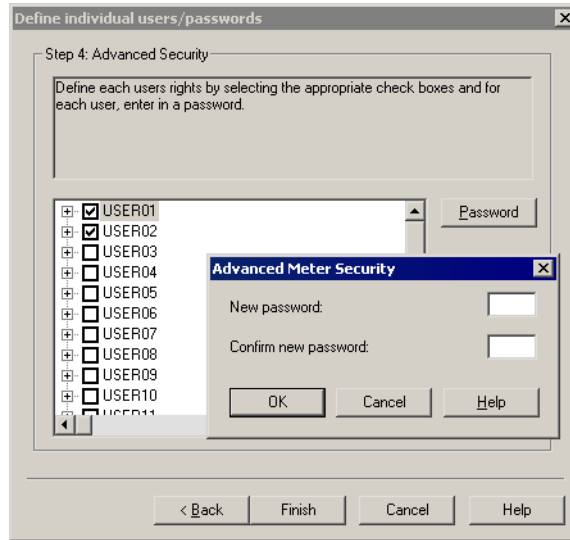 Define individual users/passwords
Step 4: Advanced Security
Define each users rights by selecting the appropriate check boxes and for
each user, enter in a password.
USER01
Password
USER02
USER03
USER04
USER05
USER06
USER07
USER08
USER09
USER10
USER11
Advanced Meter Security
New password:
Confirm new password:
OK Cancel Help
< Back Finish Cancel Help